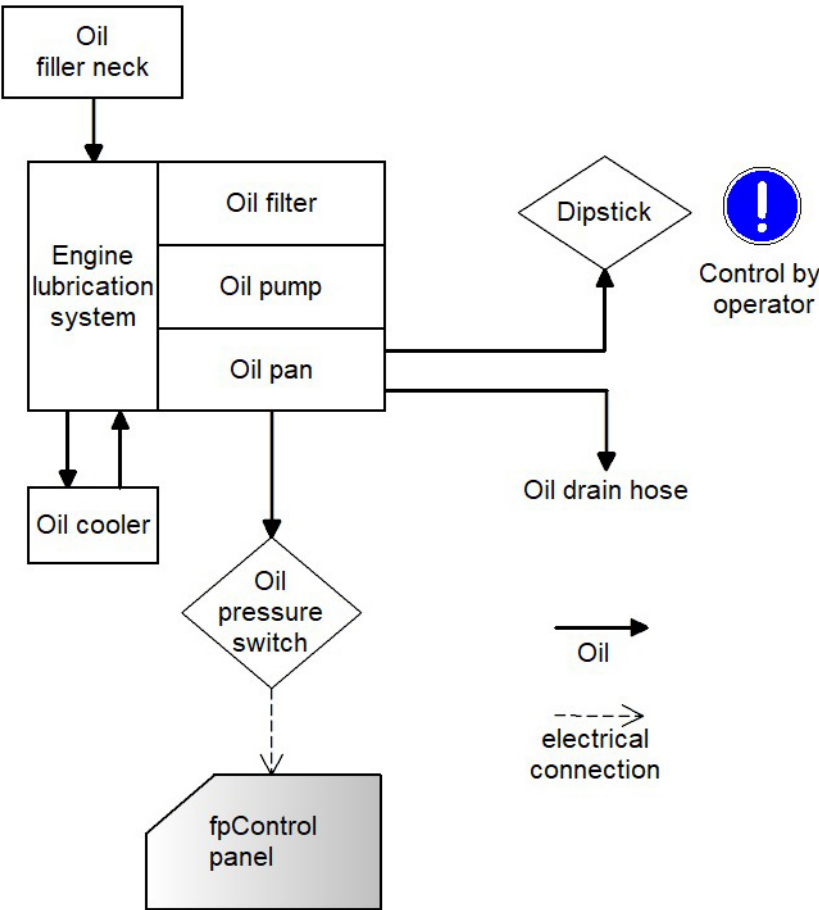 Oil
filler neck
Engine
lubrication
system
Oil filter
Oil pump
Oil pan
Dipstick
Control by
operator
Oil cooler
Oil drain hose
Oil
pressure
switch
Oil
electrical
connection
fpControl
panel